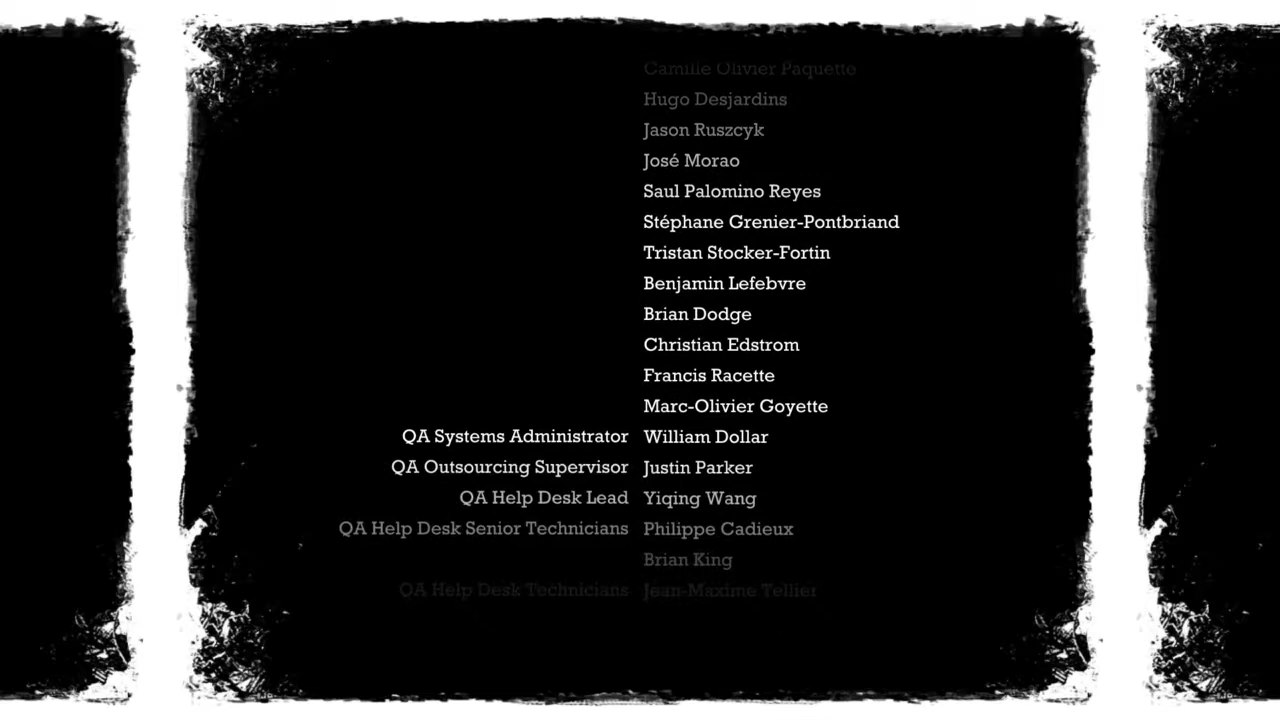 Camille Olivier Paquette
Hugo Desjardins
Jason Ruszcyk
José Morao
Saul Palomino Reyes
Stéphane Grenier-Pontbriand
Tristan Stocker-Fortin
Benjamin Lefebvre
Brian Dodge
Christian Edstrom
Francis Racette
Marc-Olivier Goyette
QA Systems Administrator William Dollar
QA Outsourcing Supervisor Justin Parker
QA Help Desk Lead Yiqing Wang
QA Help Desk Senior Technicians Philippe Cadieux
Brian King
QA Help Desk Technicians Jean-Maxime Tellier